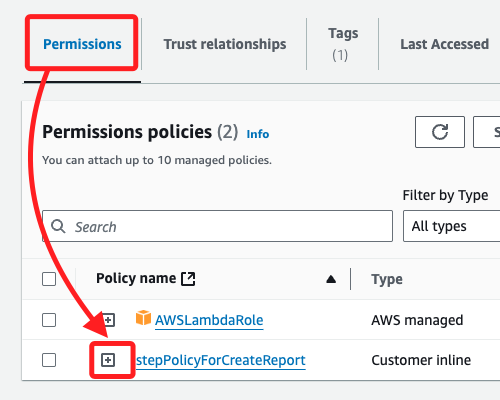 Permissions
Trust relationships
Tags
(1)
Last Accessed
Permissions policies (2) Info
You can attach up to 10 managed policies.
Filter by Type
Search
All types
Policy name
Type
AWSLambdaRole
AWS managed
stepPolicyForCreateReport
Customer inline